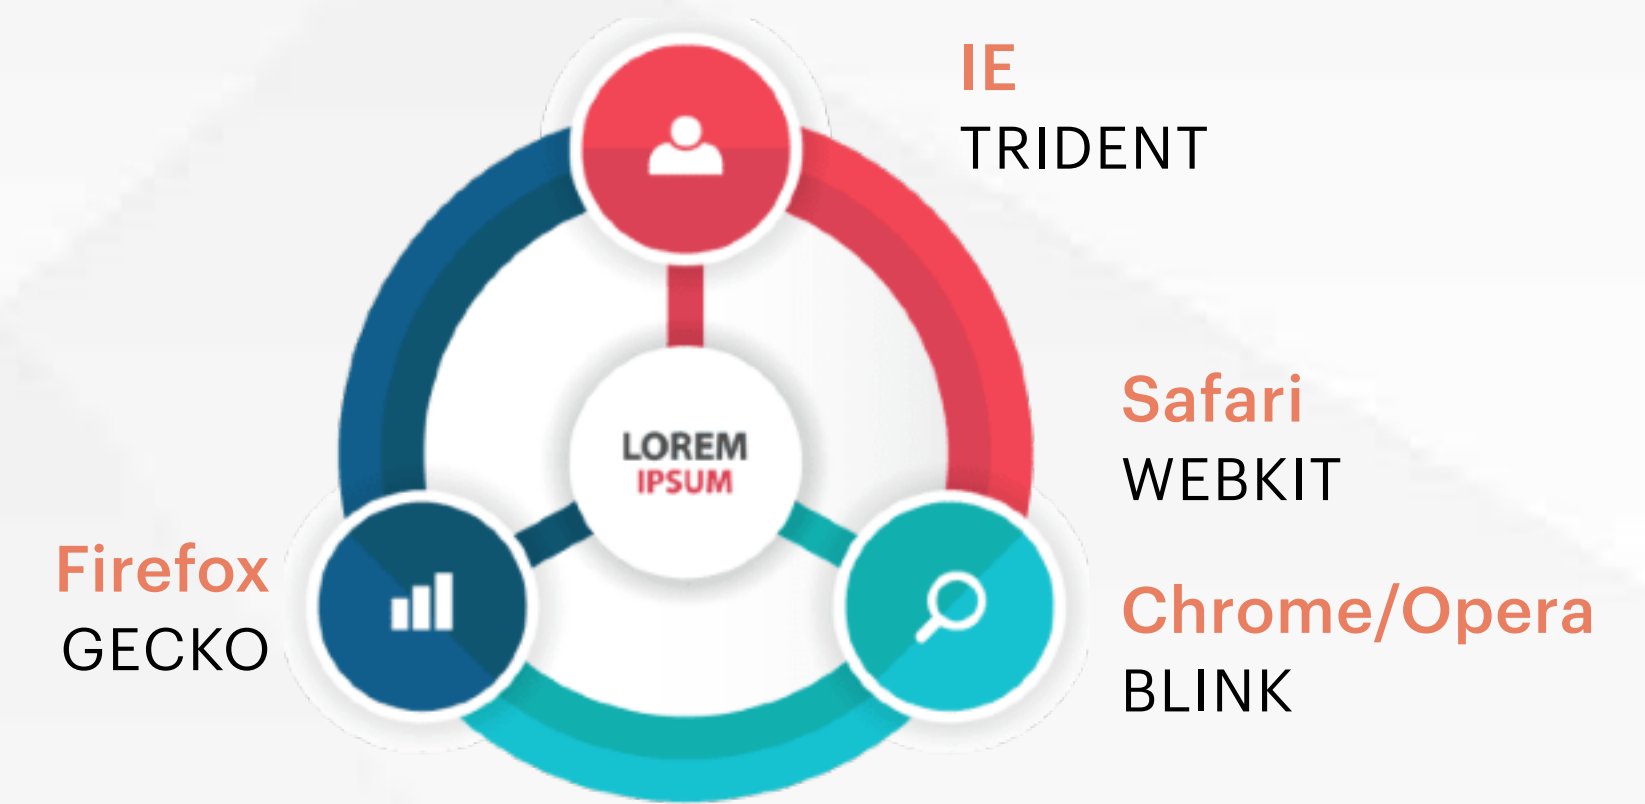 IE
TRIDENT
Safari
WEBKIT
LOREM
IPSUM
Firefox
GECKO
Chrome/Opera
BLINK